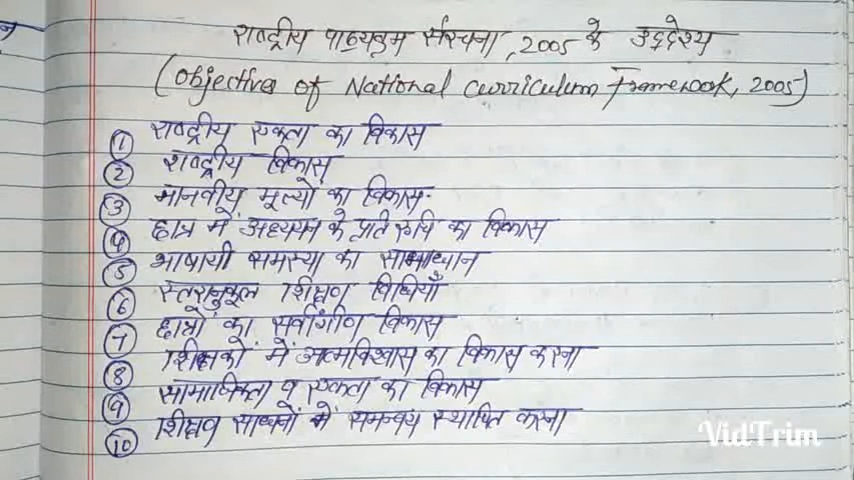 राष्ट्रीय पाठ्यक्रम संरचना, 2005 के उद्देश्य
(Objectives of National Curriculum Framework, 2005)
1 राष्ट्रीय एकता का विकास
2 राष्ट्रीय विकास
3 मानवीय मूल्यों का विकास
4 छात्र में अध्ययन के प्रति रुचि का विकास
5 भाषायी समस्या का समाधान
6 स्तरानुकूल शिक्षण विधियाँ
7 छात्रों का सर्वांगीण विकास
8 शिक्षकों में आत्मविश्वास का विकास करना
9 सामाजिकता व एकता का विकास
10 शिक्षण साधनों में समन्वय स्थापित करना
VidTrim